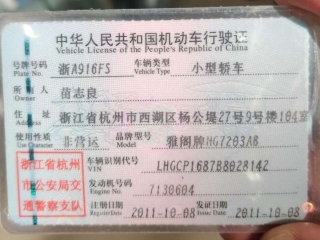 中华人民共和国机动车行驶证
Vehicle License of the People's Republic of China
号牌号码 浙A916FS 车辆类型 小型轿车
Plate No. Vehicle Type
所有人 苗志良
Owner
住址 浙江省杭州市西湖区杨公堤27号9号楼104室
Address
使用性质 非营运 品牌型号 雅阁牌HG7203AB
Use Character Model
浙江省杭州 车辆识别代号 LHGCP1687B8028142
VIN
市公安局交 发动机号码 7130604
Engine No.
通警察支队 注册日期 2011-10-08 发证日期 2011-10-08
Register Date Issue Date